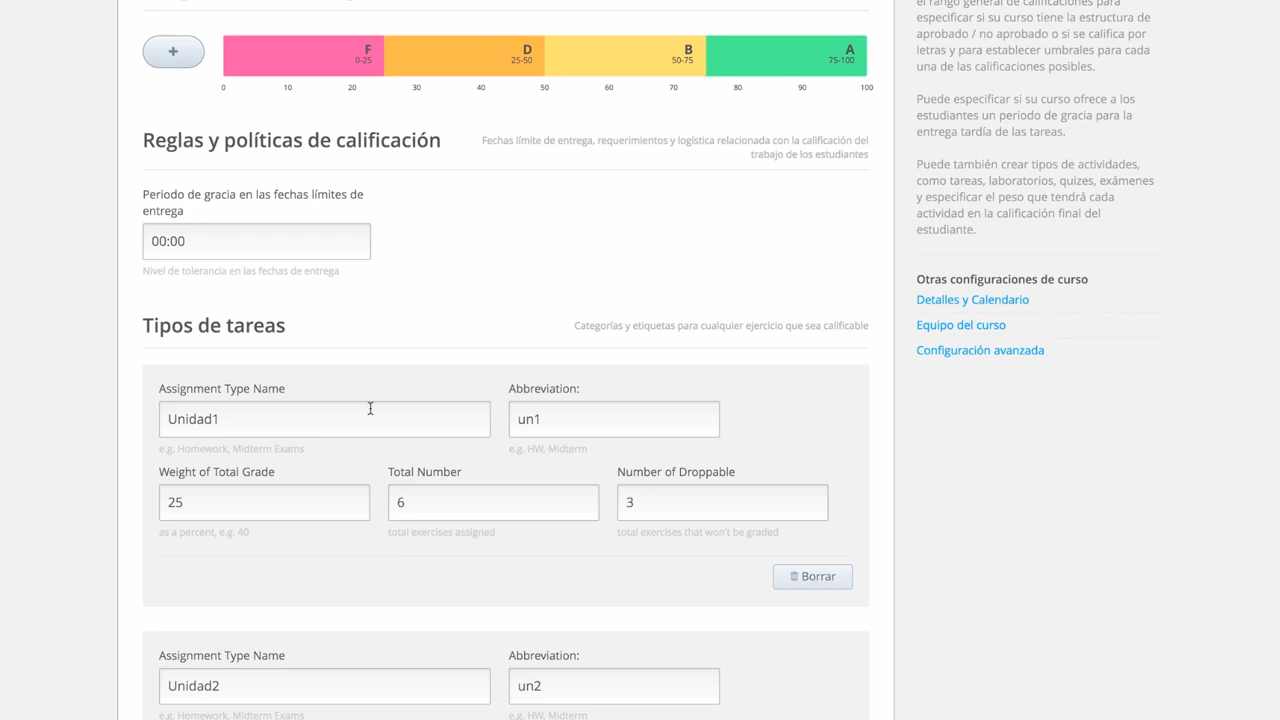 el rango general de calificaciones para
especificar si su curso tiene la estructura de
aprobado / no aprobado o si se califica por
letras y para establecer umbrales para cada
una de las calificaciones posibles.
Puede especificar si su curso ofrece a los
estudiantes un periodo de gracia para la
entrega tardía de las tareas.
Puede también crear tipos de actividades,
como tareas, laboratorios, quizes, exámenes
y especificar el peso que tendrá cada
actividad en la calificación final del
estudiante.
Otras configuraciones de curso
Detalles y Calendario
Equipo del curso
Configuración avanzada
+
F D B A
0-25 25-50 50-75 75-100
0 10 20 30 40 50 60 70 80 90 100
Reglas y políticas de calificación
Fechas límite de entrega, requerimientos y logística relacionada con la calificación del
trabajo de los estudiantes
Periodo de gracia en las fechas límites de
entrega
00:00
Nivel de tolerancia en las fechas de entrega
Tipos de tareas
Categorías y etiquetas para cualquier ejercicio que sea calificable
Assignment Type Name Abbreviation:
Unidad1 un1
e.g. Homework, Midterm Exams e.g. HW, Midterm
Weight of Total Grade Total Number Number of Droppable
25 6 3
as a percent, e.g. 40 total exercises assigned total exercises that won't be graded
Borrar
Assignment Type Name Abbreviation:
Unidad2 un2
e.g. Homework, Midterm Exams e.g. HW, Midterm